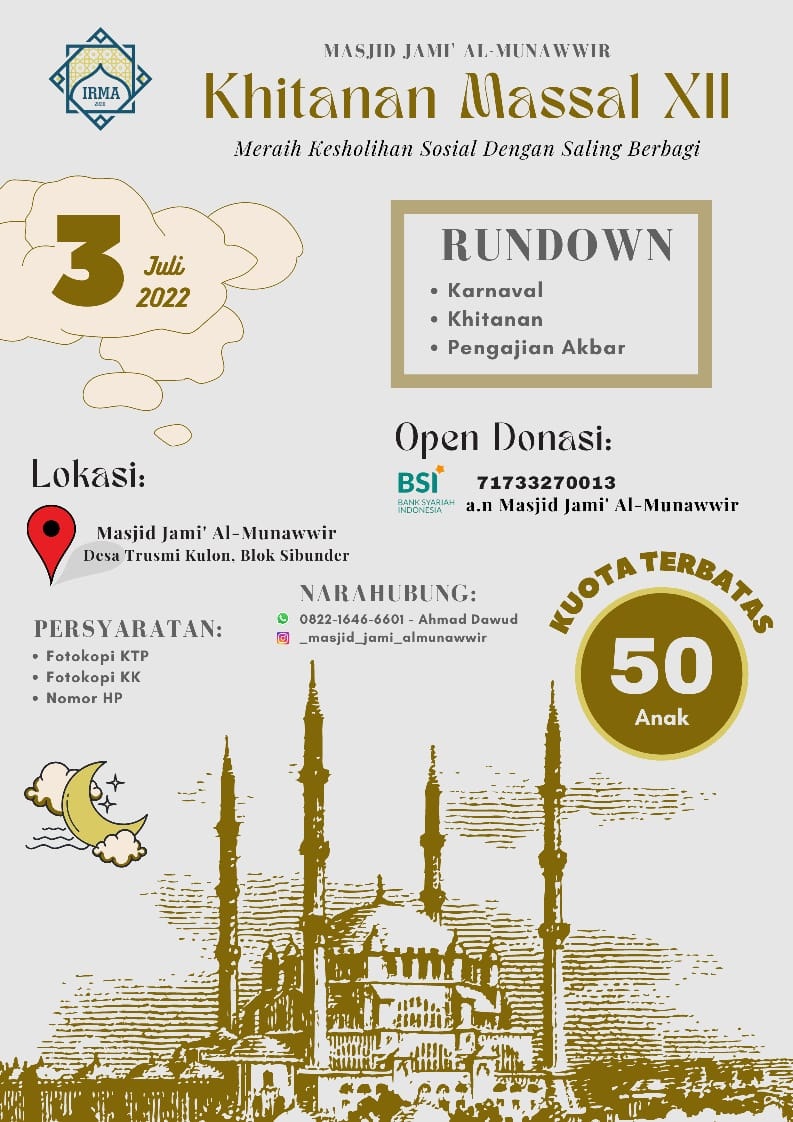 IRMA
MASJID JAMI' AL-MUNAWWIR
Khitanan Massal XII
Meraih Kesholihan Sosial Dengan Saling Berbagi
3
Juli
2022
RUNDOWN
• Karnaval
• Khitanan
• Pengajian Akbar
Open Donasi:
BSI
BANK SYARIAH
INDONESIA
71733270013
a.n Masjid Jami' Al-Munawwir
Lokasi:
Masjid Jami' Al-Munawwir
Desa Trusmi Kulon, Blok Sibunder
NARAHUBUNG:
0822-1646-6601 - Ahmad Dawud
_masjid_jami_almunawwir
PERSYARATAN:
• Fotokopi KTP
• Fotokopi KK
• Nomor HP
KUOTA TERBATAS
50
Anak